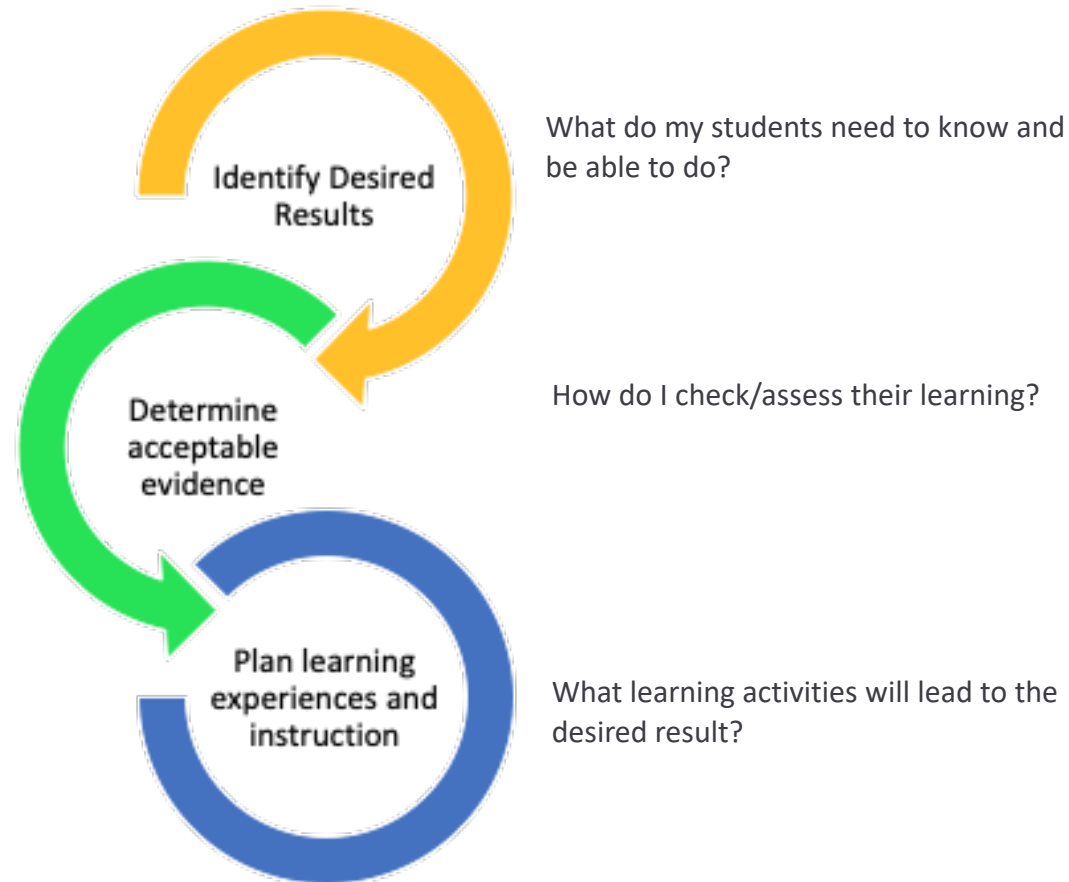 Identify Desired
Results
What do my students need to know and
be able to do?
Determine
acceptable
evidence
How do I check/assess their learning?
Plan learning
experiences and
instruction
What learning activities will lead to the
desired result?